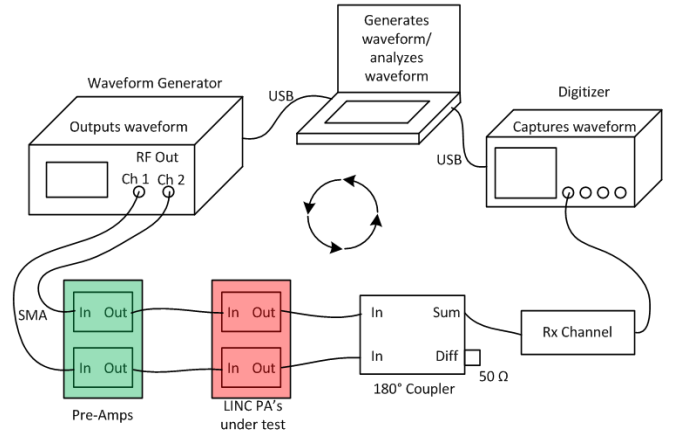 Generates
waveform/
analyzes
waveform
Waveform Generator
USB
Digitizer
Outputs waveform
Captures waveform
RF Out
Ch 1 Ch 2
USB
SMA
In Out
In Out
In Out
In Out
In Sum
In Diff
Rx Channel
50 Ω
180° Coupler
Pre-Amps
LINC PA's
under test